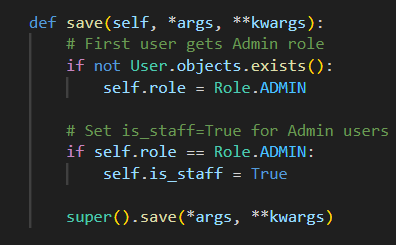 def save(self, *args, **kwargs):
    # First user gets Admin role
    if not User.objects.exists():
        self.role = Role.ADMIN

    # Set is_staff=True for Admin users
    if self.role == Role.ADMIN:
        self.is_staff = True

    super().save(*args, **kwargs)